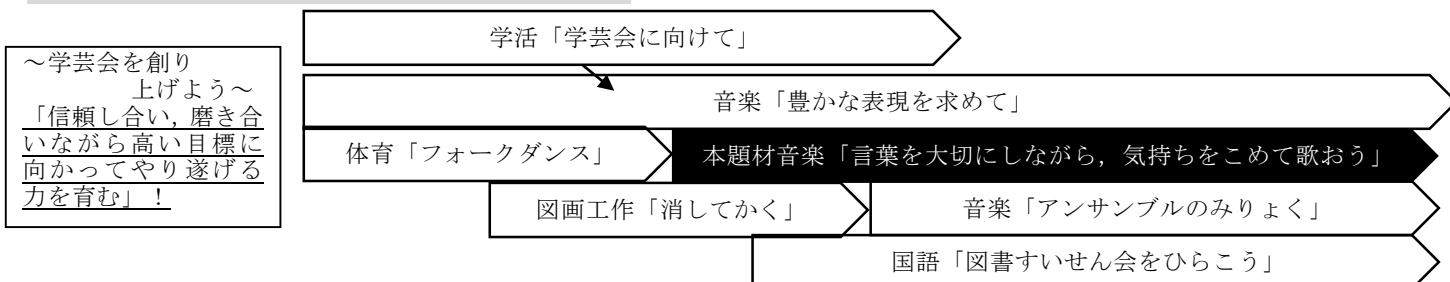 ～学芸会を創り
上げよう～
「信頼し合い，磨き合
いながら高い目標に
向かってやり遂げる
力を育む」！
学活「学芸会に向けて」
音楽「豊かな表現を求めて」
体育「フォークダンス」
本題材音楽「言葉を大切にしながら，気持ちをこめて歌おう」
図画工作「消してかく」
音楽「アンサンブルのみりょく」
国語「図書すいせん会をひらこう」